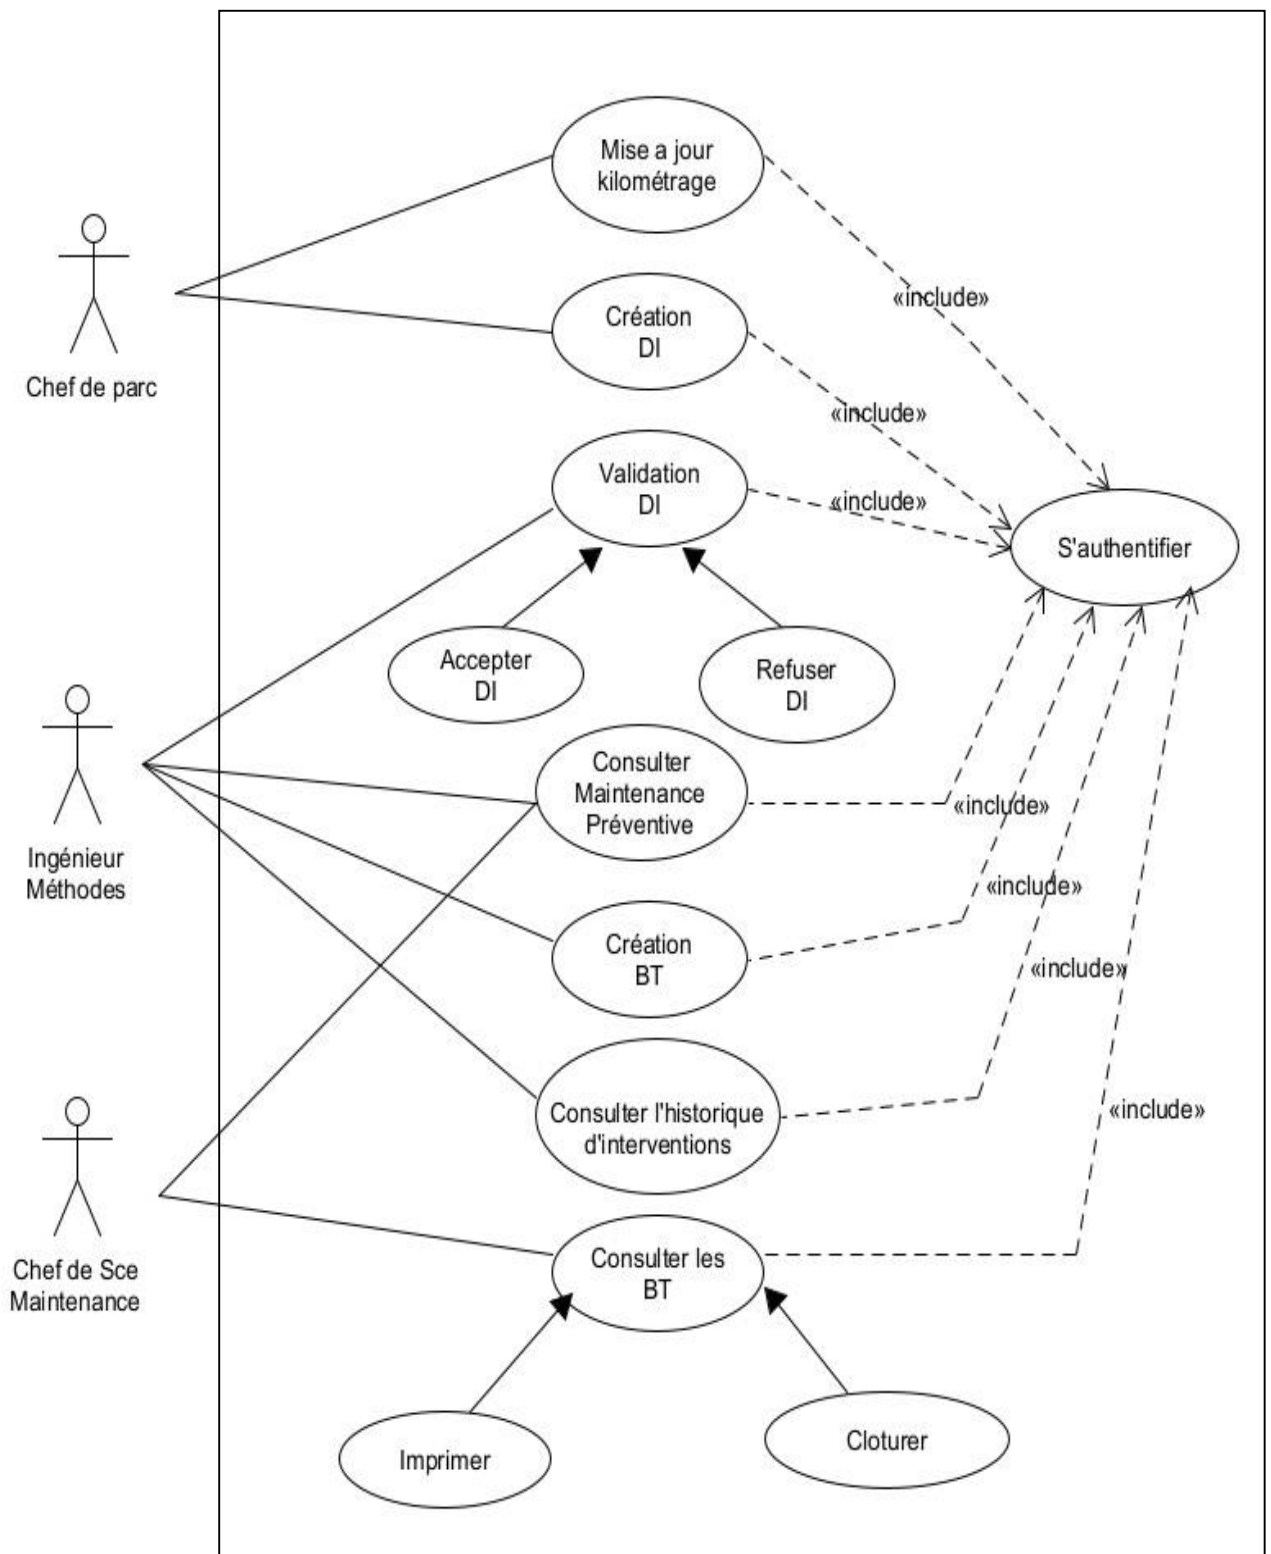 Mise a jour
kilométrage
«include»
Création
DI
Chef de parc
«include»
Validation
DI
«include»
S'authentifier
Accepter
DI
Refuser
DI
Consulter
Maintenance
Préventive
«include»
Ingénieur
Méthodes
«include»
Création
BT
«include»
Consulter l'historique
d'interventions
«include»
Consulter les
BT
Chef de Sce
Maintenance
Imprimer
Cloturer